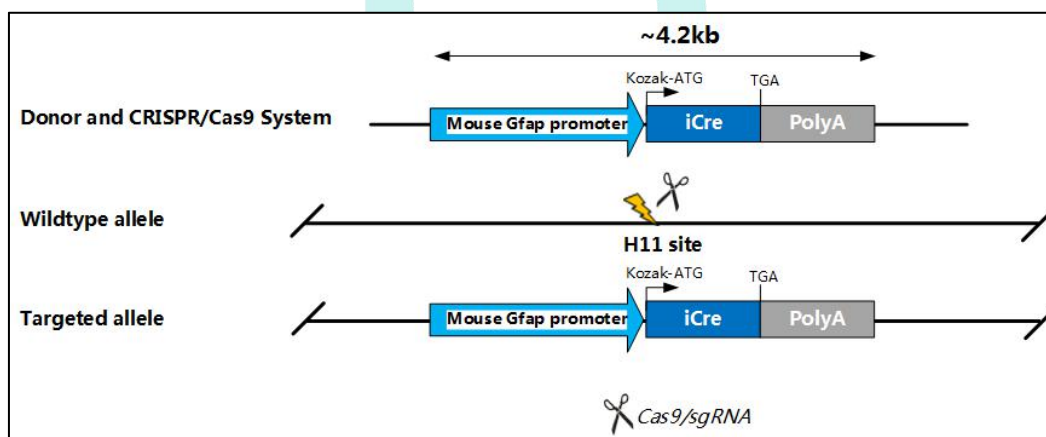 ~4.2kb
Kozak-ATG
TGA
Donor and CRISPR/Cas9 System
Mouse Gfap promoter
iCre
PolyA
Wildtype allele
H11 site
Kozak-ATG
TGA
Targeted allele
Mouse Gfap promoter
iCre
PolyA
Cas9/sgRNA